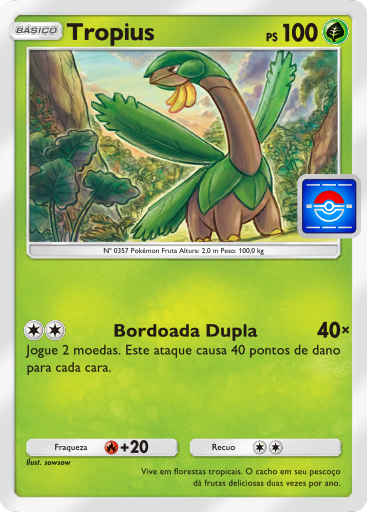 BÁSICO Tropius PS 100
Nº 0357 Pokémon Fruta Altura: 2,0 m Peso: 100,0 kg
Bordoada Dupla 40×
Jogue 2 moedas. Este ataque causa 40 pontos de dano
para cada cara.
Fraqueza +20 Recuo
Ilust. sowsow
Vive em florestas tropicais. O cacho em seu pescoço
dá frutas deliciosas duas vezes por ano.